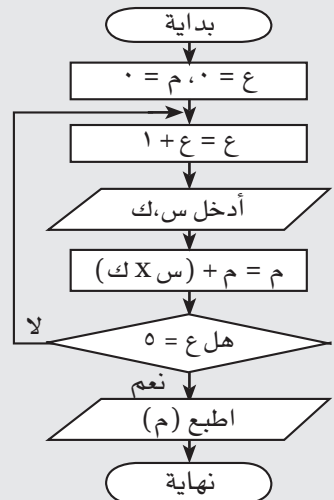 بداية
ع = ٠، م = ٠
ع = ع + ١
أدخل س،ك
م = م + (س X ك)
هل ع = ٥
لا
نعم
اطبع (م)
نهاية